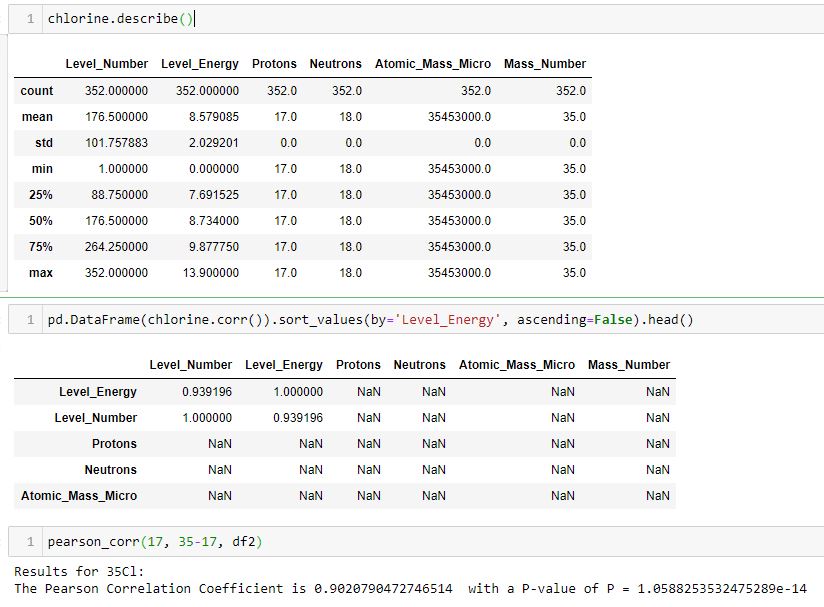 1 chlorine.describe()
Level_Number Level_Energy Protons Neutrons Atomic_Mass_Micro Mass_Number
count 352.000000 352.000000 352.0 352.0 352.0 352.0
mean 176.500000 8.579085 17.0 18.0 35453000.0 35.0
std 101.757883 2.029201 0.0 0.0 0.0 0.0
min 1.000000 0.000000 17.0 18.0 35453000.0 35.0
25% 88.750000 7.691525 17.0 18.0 35453000.0 35.0
50% 176.500000 8.734000 17.0 18.0 35453000.0 35.0
75% 264.250000 9.877750 17.0 18.0 35453000.0 35.0
max 352.000000 13.900000 17.0 18.0 35453000.0 35.0
1 pd.DataFrame(chlorine.corr()).sort_values(by='Level_Energy', ascending=False).head()
Level_Number Level_Energy Protons Neutrons Atomic_Mass_Micro Mass_Number
Level_Energy 0.939196 1.000000 NaN NaN NaN NaN
Level_Number 1.000000 0.939196 NaN NaN NaN NaN
Protons NaN NaN NaN NaN NaN NaN
Neutrons NaN NaN NaN NaN NaN NaN
Atomic_Mass_Micro NaN NaN NaN NaN NaN NaN
1 pearson_corr(17, 35-17, df2)
Results for 35Cl:
The Pearson Correlation Coefficient is 0.9020790472746514  with a P-value of P = 1.0588253532475289e-14